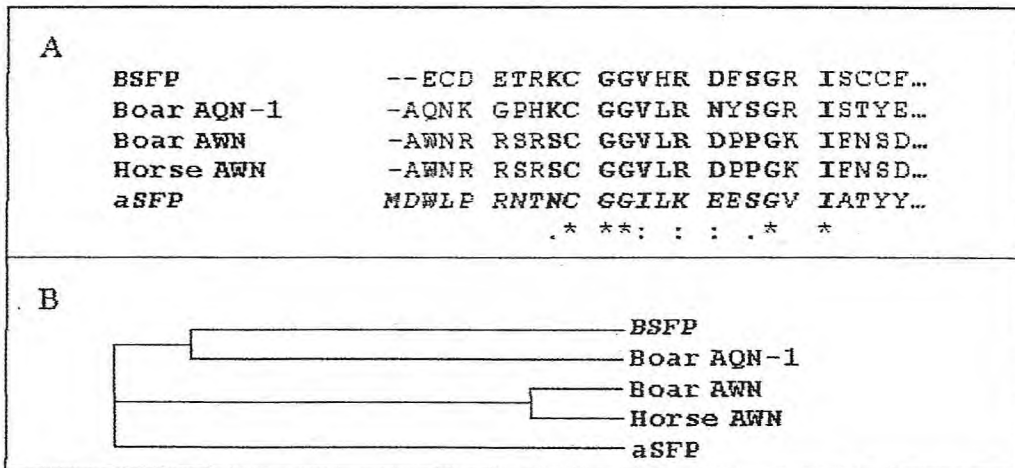 A
BSFP --ECD ETRKC GGVHR DFSGR ISCCF…
Boar AQN-1 -AQNK GPHKC GGVLR NYSGR ISTYE…
Boar AWN -AWNR RSRSC GGVLR DPPGK IFNSD…
Horse AWN -AWNR RSRSC GGVLR DPPGK IFNSD…
aSFP MDWLP RNTNC GGILK EESGV IATYY…
.* **: : : .* *
B
BSFP
Boar AQN-1
Boar AWN
Horse AWN
aSFP